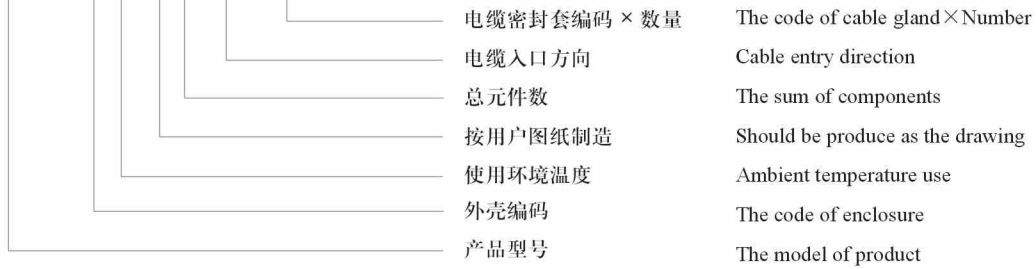 电缆密封套编码 × 数量 The code of cable gland×Number
电缆入口方向 Cable entry direction
总元件数 The sum of components
按用户图纸制造 Should be produce as the drawing
使用环境温度 Ambient temperature use
外壳编码 The code of enclosure
产品型号 The model of product